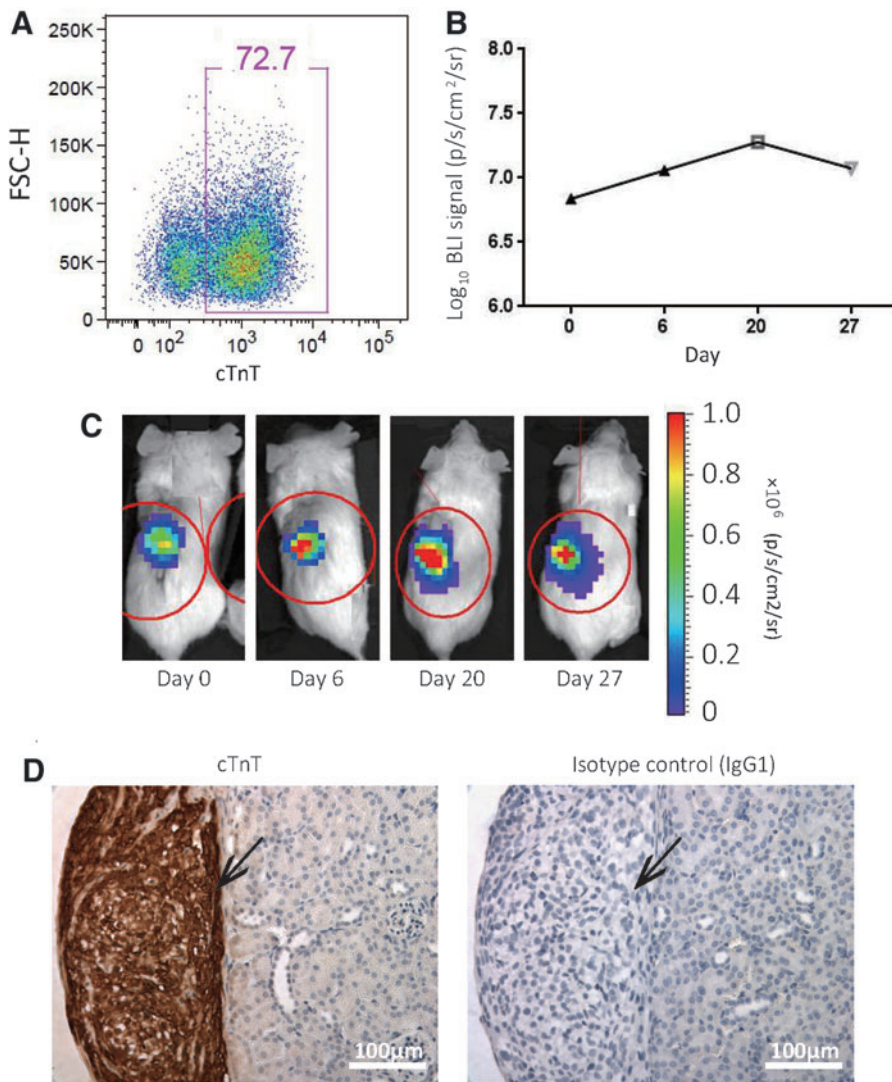 A
250K
200K
150K
100K
50K
0
FSC-H
72.7
0 10² 10³ 10⁴ 10⁵
cTnT
B
8.0
7.5
7.0
6.5
6.0
Log₁₀ BLI signal (p/s/cm²/sr)
0 6 20 27
Day
C
Day 0 Day 6 Day 20 Day 27
1.0
0.8
0.6
0.4
0.2
0
×10⁶ (p/s/cm2/sr)
D
cTnT
Isotype control (IgG1)
100µm
100µm